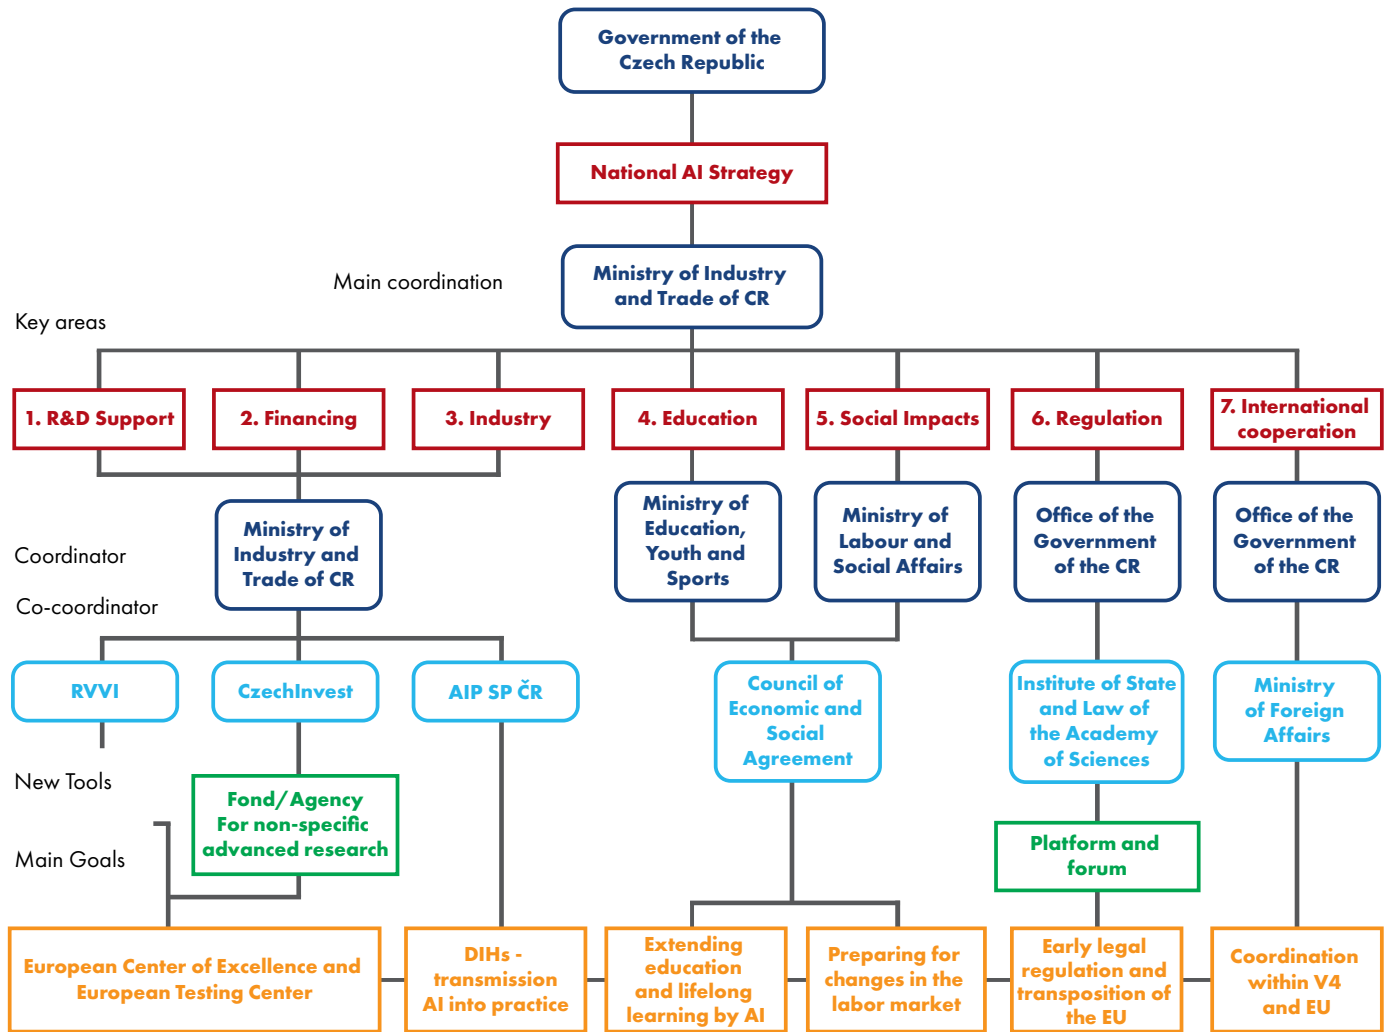 Government of the
Czech Republic
National AI Strategy
Main coordination
Ministry of Industry
and Trade of CR
Key areas
1. R&D Support
2. Financing
3. Industry
4. Education
5. Social Impacts
6. Regulation
7. International
cooperation
Coordinator
Ministry of
Industry and
Trade of CR
Ministry of
Education,
Youth and
Sports
Ministry of
Labour and
Social Affairs
Office of the
Government
of the CR
Office of the
Government
of the CR
Co-coordinator
RVVI
CzechInvest
AIP SP ČR
Council of
Economic and
Social
Agreement
Institute of State
and Law of
the Academy
of Sciences
Ministry
of Foreign
Affairs
New Tools
Fond/Agency
For non-specific
advanced research
Platform and
forum
Main Goals
European Center of Excellence and
European Testing Center
DIHs -
transmission
AI into practice
Extending
education
and lifelong
learning by AI
Preparing for
changes in the
labor market
Early legal
regulation and
transposition of
the EU
Coordination
within V4
and EU